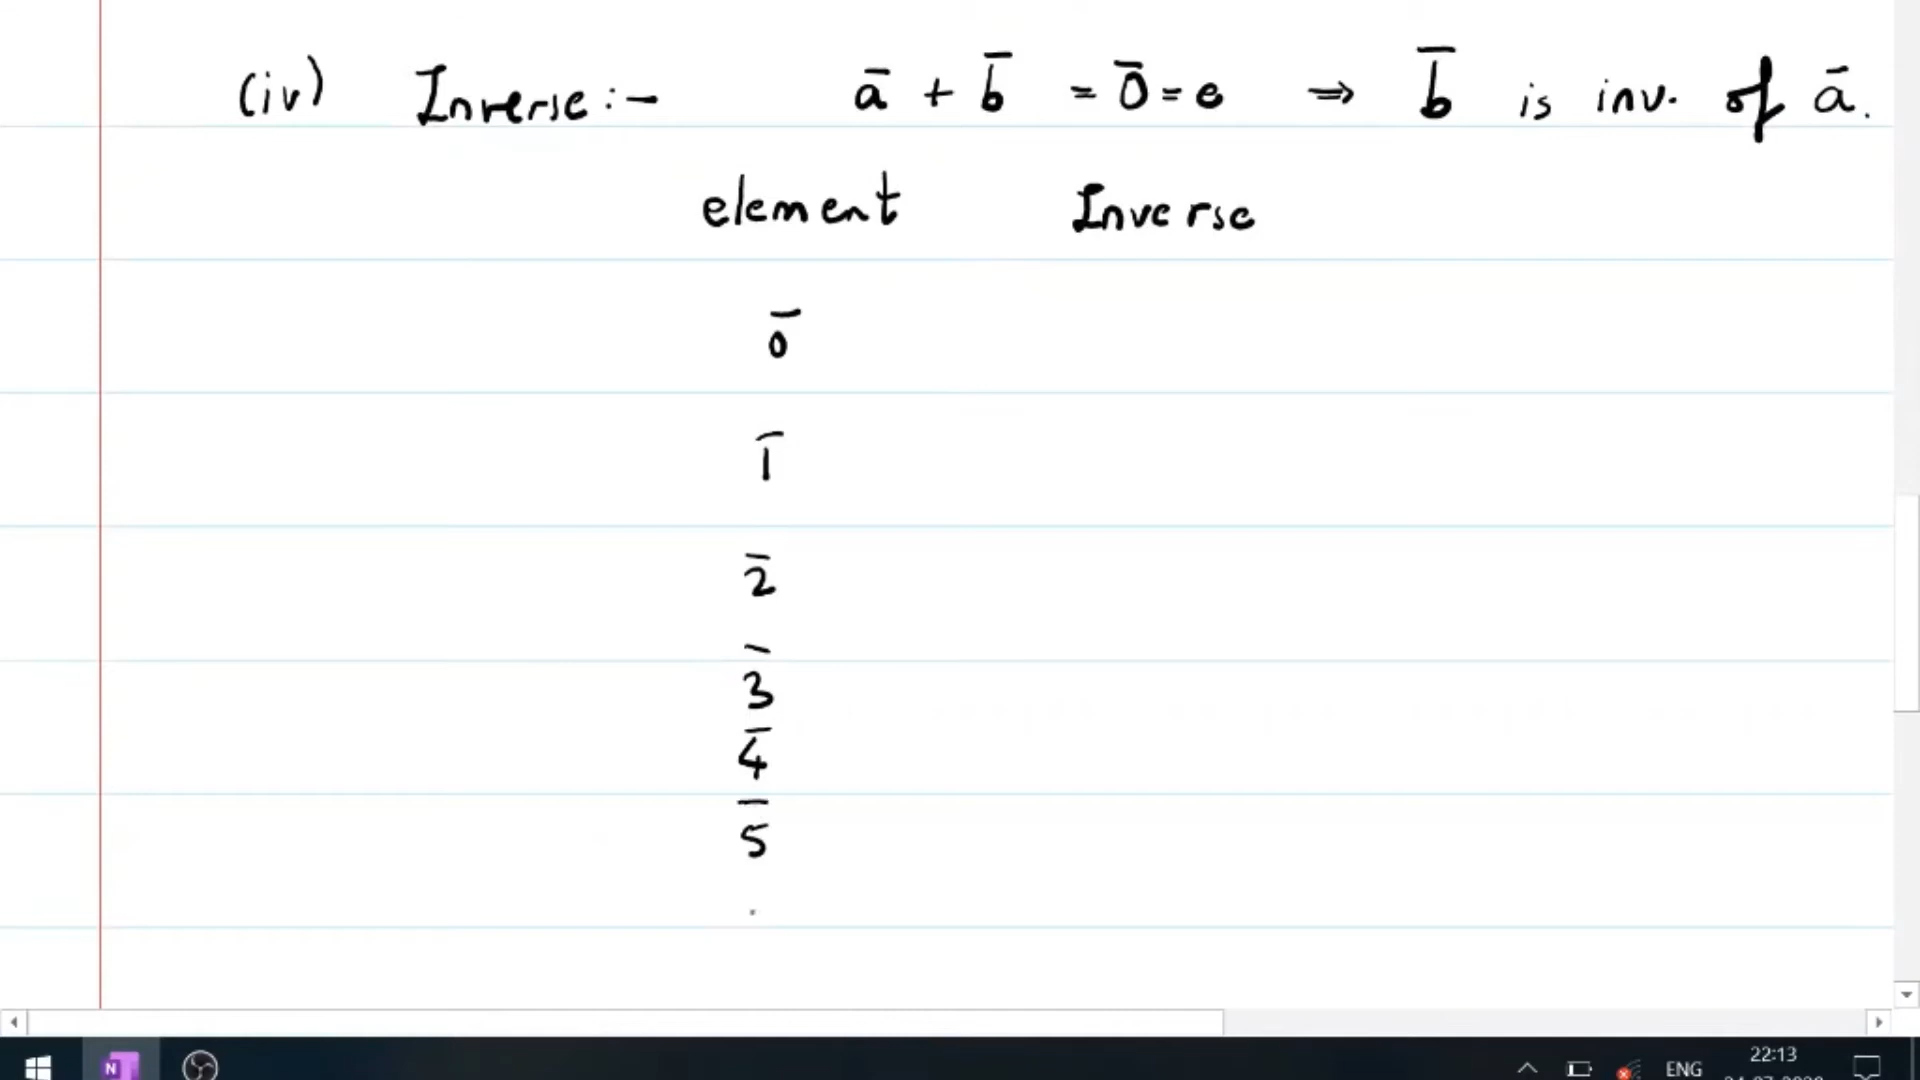 (iv) Inverse:- ā + b̄ = 0̄ = e ⇒ b̄ is inv. of ā.
element Inverse
0̄
1̄
2̄
3̄
4̄
5̄
N
ENG
22:13